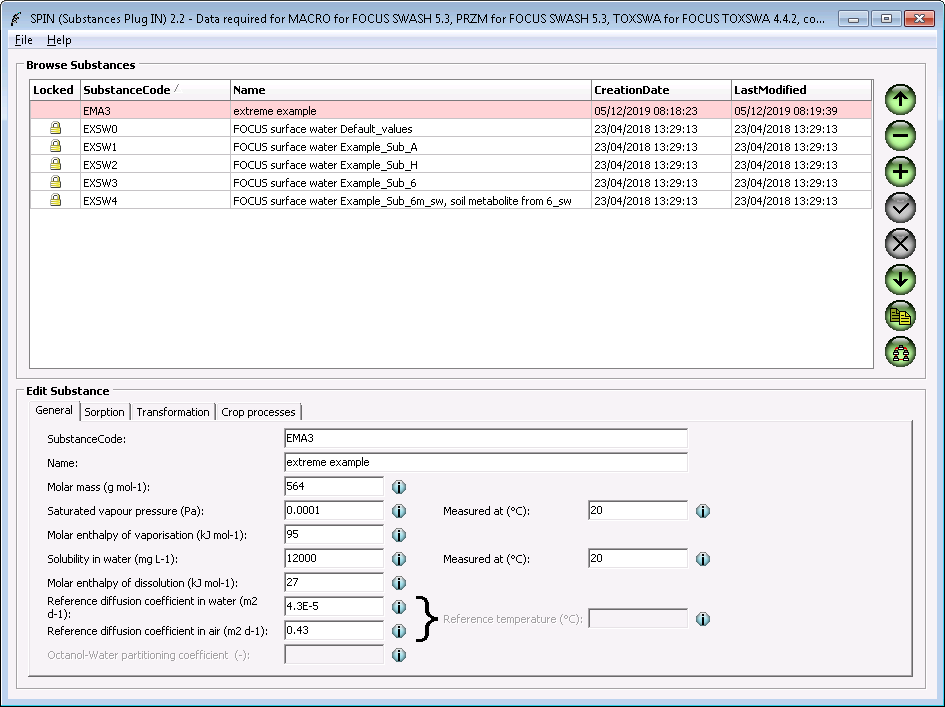 SPIN (Substances Plug IN) 2.2 - Data required for MACRO for FOCUS SWASH 5.3, PRZM for FOCUS SWASH 5.3, TOXSWA for FOCUS TOXSWA 4.4.2, co...
File Help
Browse Substances
Locked SubstanceCode Name CreationDate LastModified
EMA3 extreme example 05/12/2019 08:18:23 05/12/2019 08:19:39
EXSW0 FOCUS surface water Default_values 23/04/2018 13:29:13 23/04/2018 13:29:13
EXSW1 FOCUS surface water Example_Sub_A 23/04/2018 13:29:13 23/04/2018 13:29:13
EXSW2 FOCUS surface water Example_Sub_H 23/04/2018 13:29:13 23/04/2018 13:29:13
EXSW3 FOCUS surface water Example_Sub_6 23/04/2018 13:29:13 23/04/2018 13:29:13
EXSW4 FOCUS surface water Example_Sub_6m_sw, soil metabolite from 6_sw 23/04/2018 13:29:13 23/04/2018 13:29:13
Edit Substance
General Sorption Transformation Crop processes
SubstanceCode: EMA3
Name: extreme example
Molar mass (g mol-1): 564
Saturated vapour pressure (Pa): 0.0001 Measured at (°C): 20
Molar enthalpy of vaporisation (kJ mol-1): 95
Solubility in water (mg L-1): 12000 Measured at (°C): 20
Molar enthalpy of dissolution (kJ mol-1): 27
Reference diffusion coefficient in water (m2
d-1): 4.3E-5
Reference temperature (°C):
Reference diffusion coefficient in air (m2 d-1): 0.43
Octanol-Water partitioning coefficient (-):